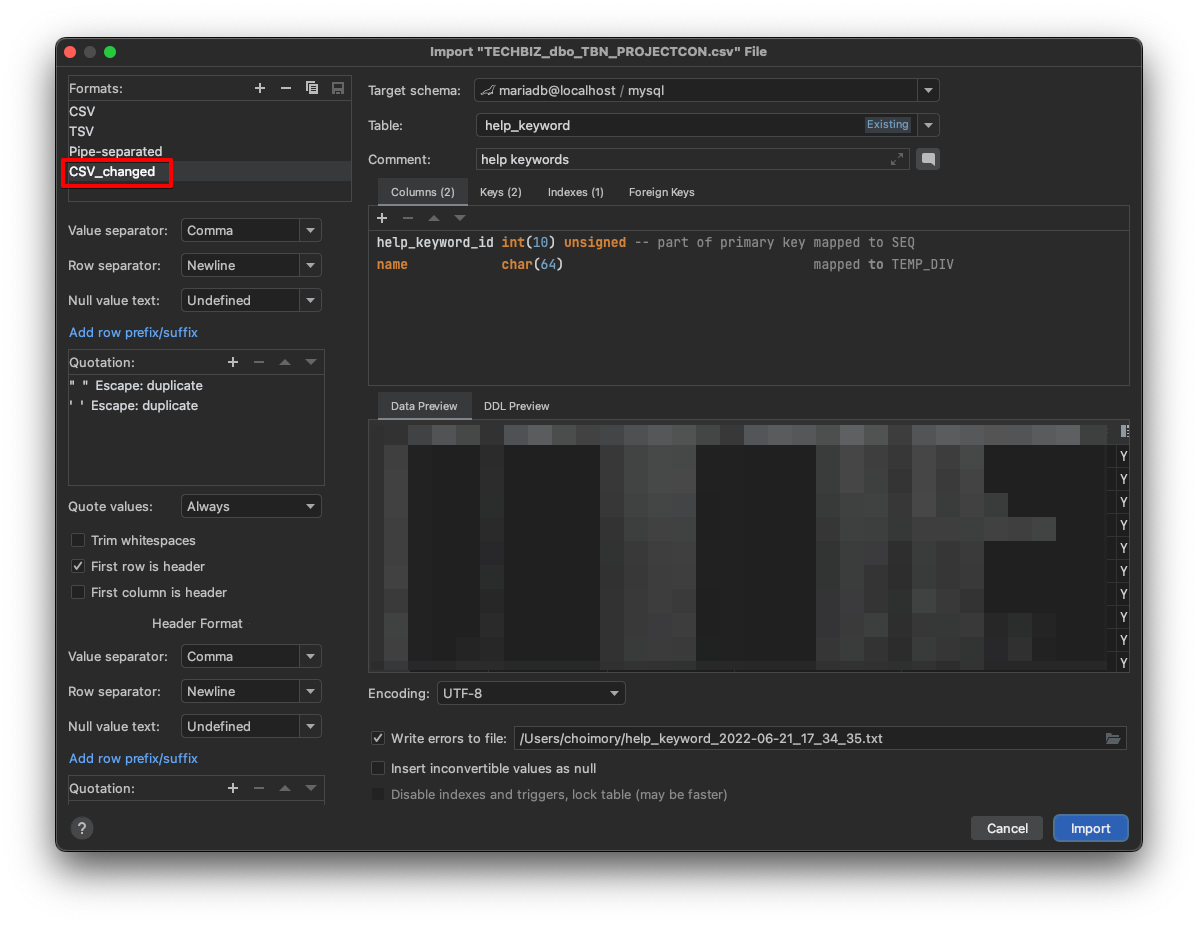 Import "TECHBIZ_dbo_TBN_PROJECTCON.csv" File
Formats:
CSV
TSV
Pipe-separated
CSV_changed
Value separator: Comma
Row separator: Newline
Null value text: Undefined
Add row prefix/suffix
Quotation:
" " Escape: duplicate
' ' Escape: duplicate
Quote values: Always
Trim whitespaces
First row is header
First column is header
Header Format
Value separator: Comma
Row separator: Newline
Null value text: Undefined
Add row prefix/suffix
Quotation:
?
Target schema: mariadb@localhost / mysql
Table: help_keyword Existing
Comment: help keywords
Columns (2) Keys (2) Indexes (1) Foreign Keys
help_keyword_id int(10) unsigned -- part of primary key mapped to SEQ
name char(64) mapped to TEMP_DIV
Data Preview DDL Preview
Y
Y
Y
Y
Y
Y
Y
Y
Y
Y
Encoding: UTF-8
Write errors to file: /Users/choimory/help_keyword_2022-06-21_17_34_35.txt
Insert inconvertible values as null
Disable indexes and triggers, lock table (may be faster)
Cancel Import